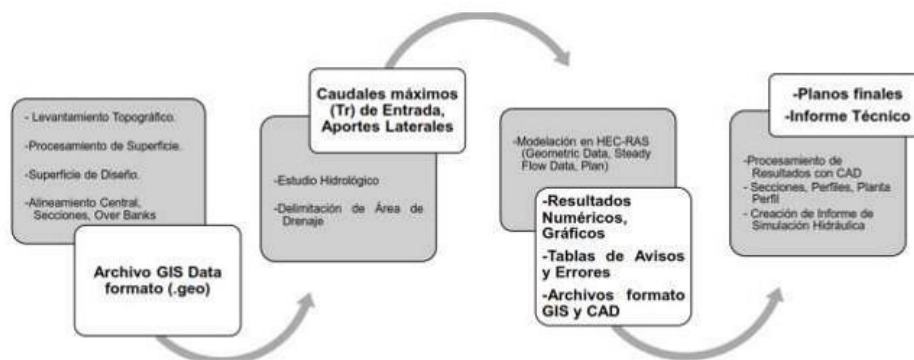 - Levantamiento Topográfico.
-Procesamiento de Superficie.
-Superficie de Diseño.
-Alineamiento Central,
Secciones, Over Banks
Archivo GIS Data
formato (.geo)
Caudales máximos
(Tr) de Entrada,
Aportes Laterales
-Estudio Hidrológico
-Delimitación de Área de
Drenaje
-Modelación en HEC-RAS
(Geometric Data, Steady
Flow Data, Plan)
-Resultados
Numéricos,
Gráficos
-Tablas de Avisos
y Errores
-Archivos formato
GIS y CAD
-Planos finales
-Informe Técnico
-Procesamiento de
Resultados con CAD
- Secciones, Perfiles, Planta
Perfil
-Creación de Informe de
Simulación Hidráulica